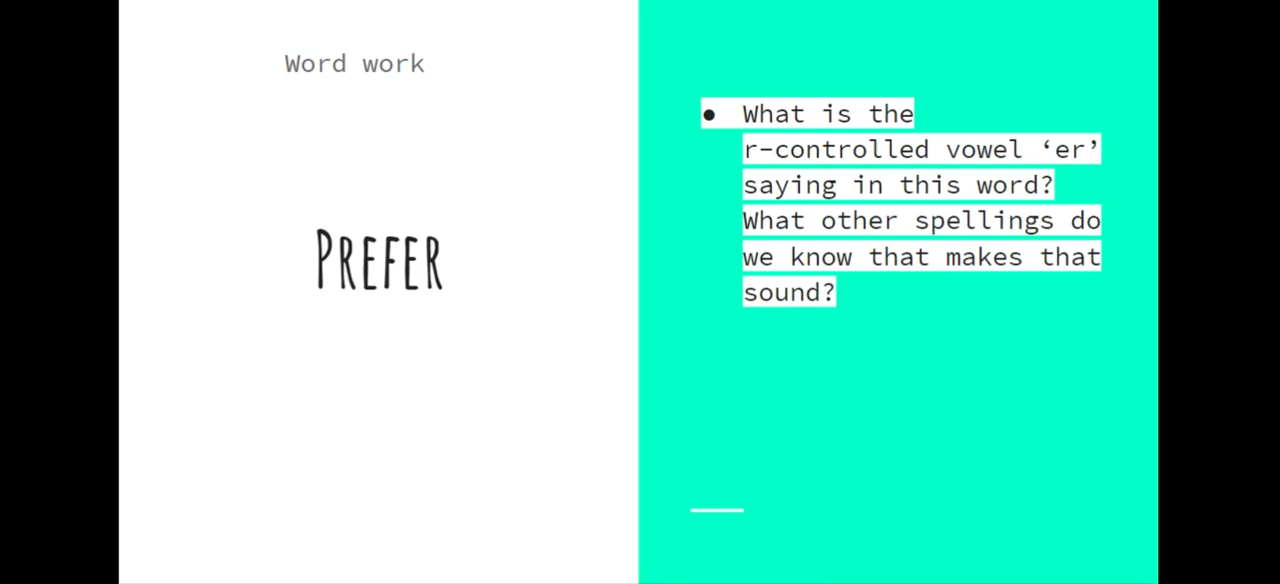 Word work
PREFER
● What is the
r-controlled vowel ‘er’
saying in this word?
What other spellings do
we know that makes that
sound?